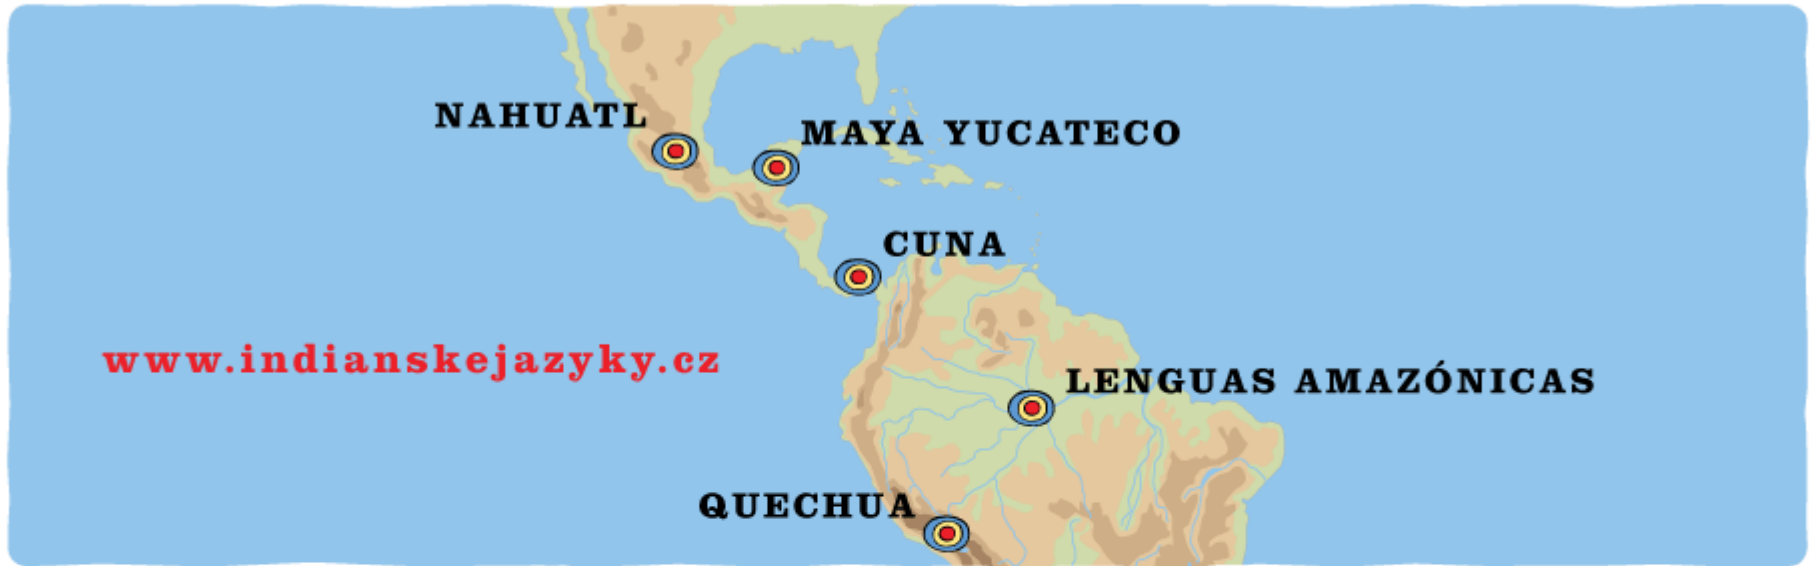 NAHUATL
MAYA YUCATECO
CUNA
www.indianskejazyky.cz
LENGUAS AMAZÓNICAS
QUECHUA